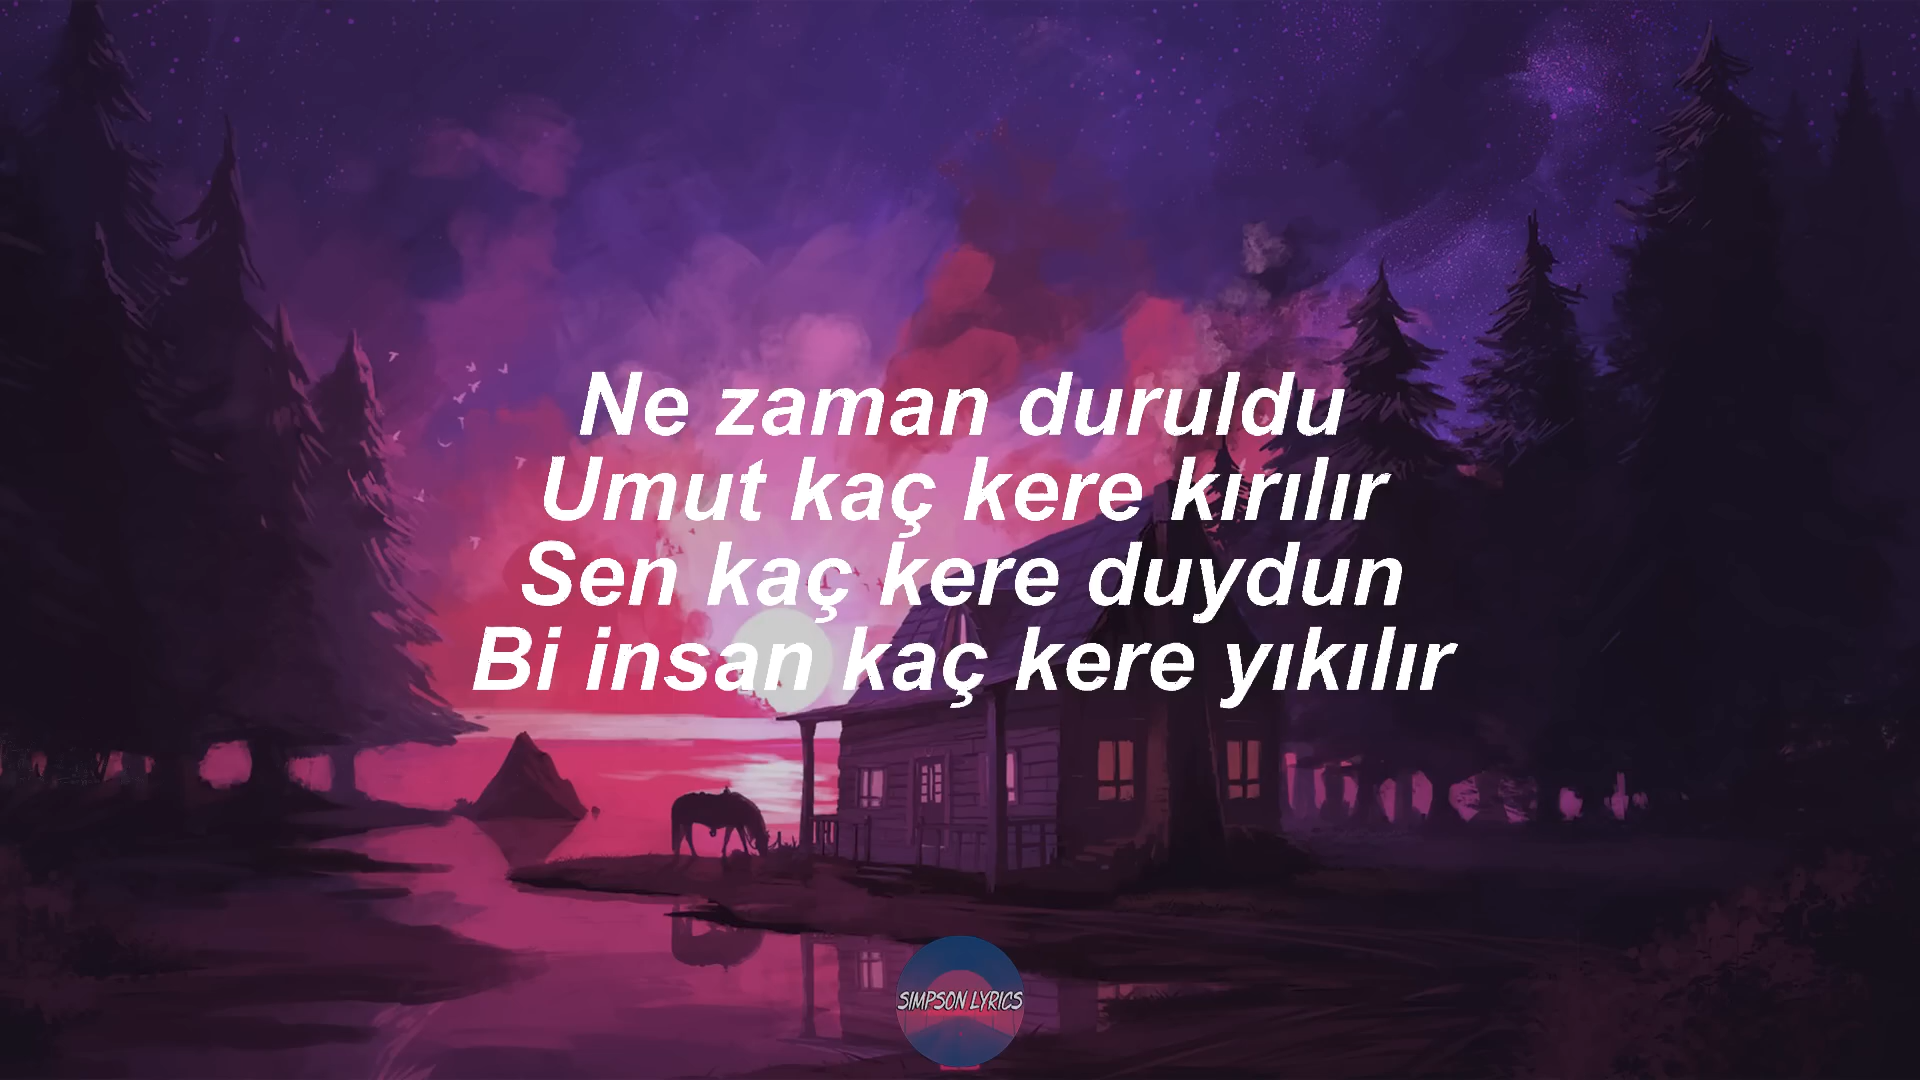 Ne zaman duruldu
Umut kaç kere kırılır
Sen kaç kere duydun
Bi insan kaç kere yıkılır
SIMPSON LYRICS